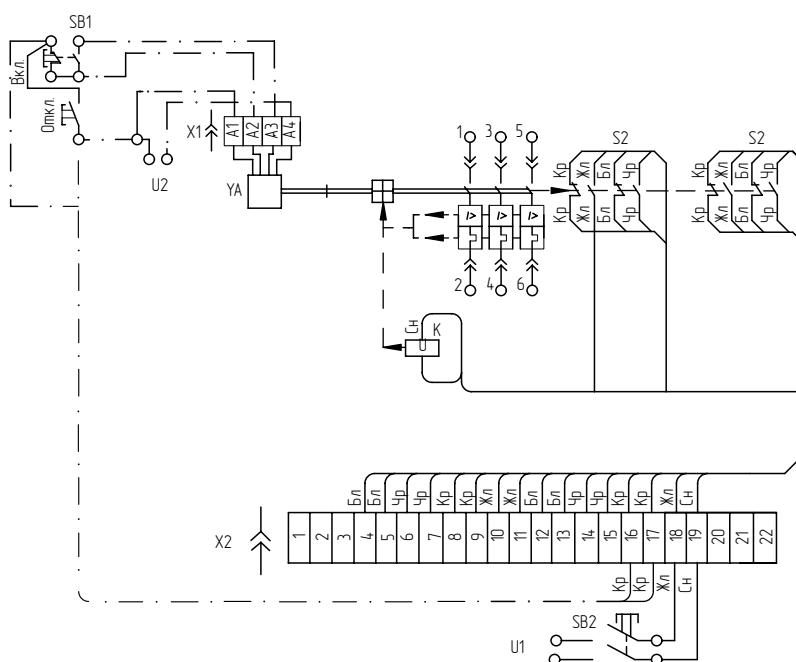 SB1
Вкл.
Откл.
U2
X1
A1 A2 A3 A4
YA
1 3 5
I> I> I>
2 4 6
S2
Кр Жл Бл Чр
Кр Жл Бл Чр
S2
Кр Жл Бл Чр
Кр Жл Бл Чр
Сн
K
U
Бл Бл Чр Чр Кр Кр Жл Жл Бл Бл Чр Чр Кр Кр Жл Сн
X2
1 2 3 4 5 6 7 8 9 10 11 12 13 14 15 16 17 18 19 20 21 22
Кр Кр Жл Сн
SB2
U1